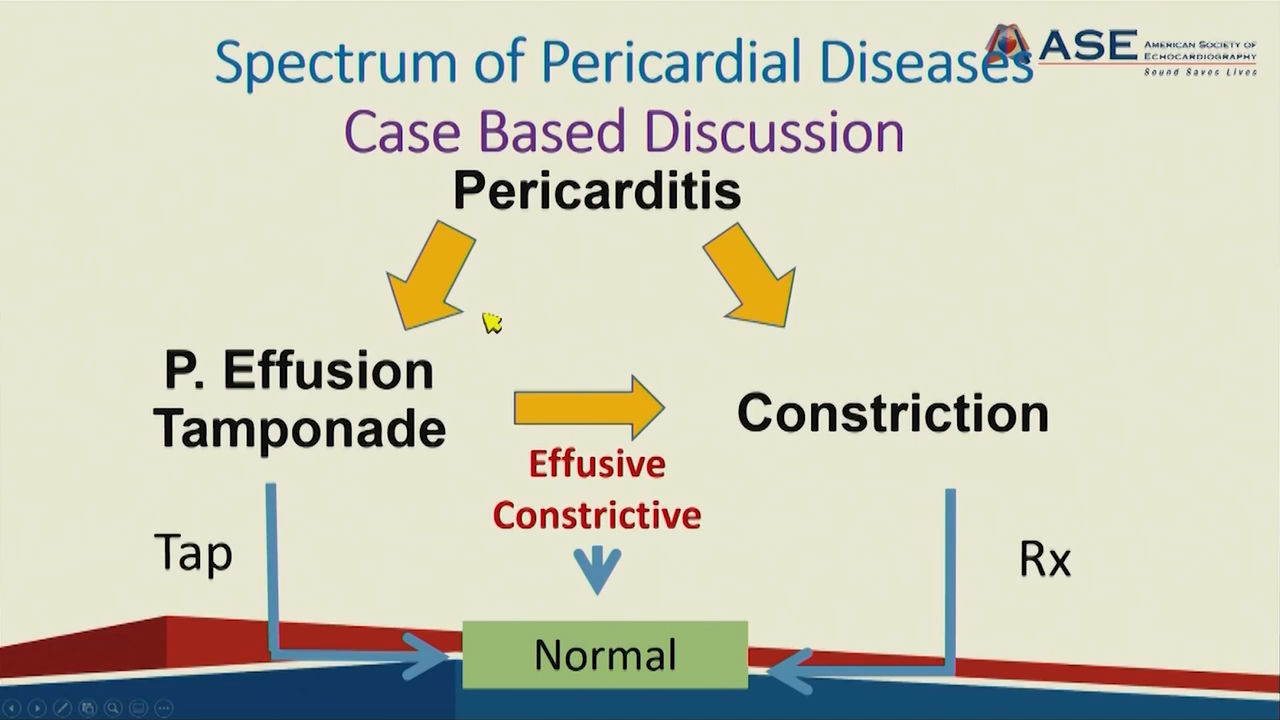 Spectrum of Pericardial Diseases
ASE
AMERICAN SOCIETY OF
ECHOCARDIOGRAPHY
Sound Saves Lives
Case Based Discussion
Pericarditis
P. Effusion
Tamponade
Constriction
Effusive
Constrictive
Tap
Rx
Normal